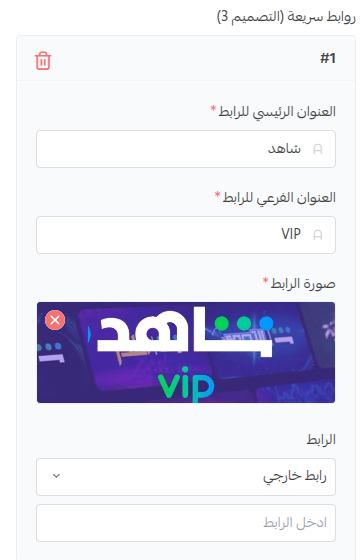 روابط سريعة (التصميم 3)
#1
العنوان الرئيسي للرابط *
شاهد
العنوان الفرعي للرابط *
VIP
صورة الرابط *
شاهد
vip
الرابط
رابط خارجي
ادخل الرابط